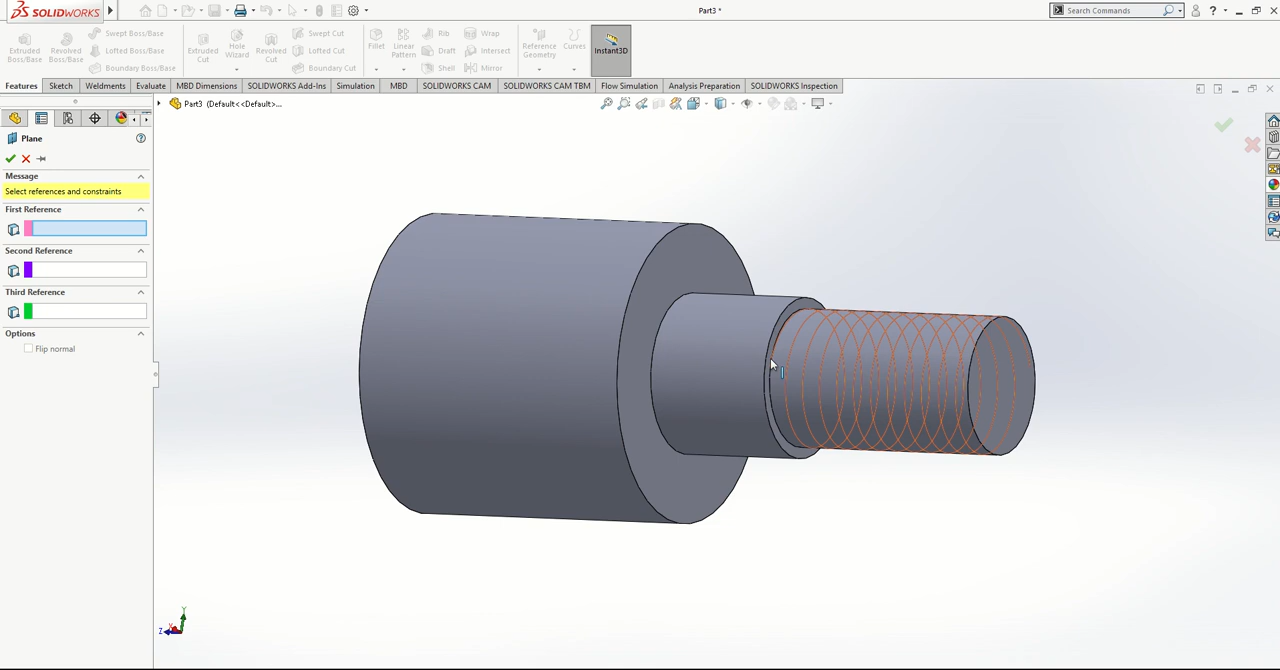 SOLIDWORKS
Part3 *
Search Commands
Extruded Boss/Base
Revolved Boss/Base
Swept Boss/Base
Lofted Boss/Base
Boundary Boss/Base
Extruded Cut
Hole Wizard
Revolved Cut
Swept Cut
Lofted Cut
Boundary Cut
Fillet
Linear Pattern
Rib
Draft
Shell
Wrap
Intersect
Mirror
Reference Geometry
Curves
Instant3D
Features
Sketch
Weldments
Evaluate
MBD Dimensions
SOLIDWORKS Add-Ins
Simulation
MBD
SOLIDWORKS CAM
SOLIDWORKS CAM TBM
Flow Simulation
Analysis Preparation
SOLIDWORKS Inspection
Part3 (Default<<Default>...
Plane
Message
Select references and constraints
First Reference
Second Reference
Third Reference
Options
Flip normal
Y
Z
X